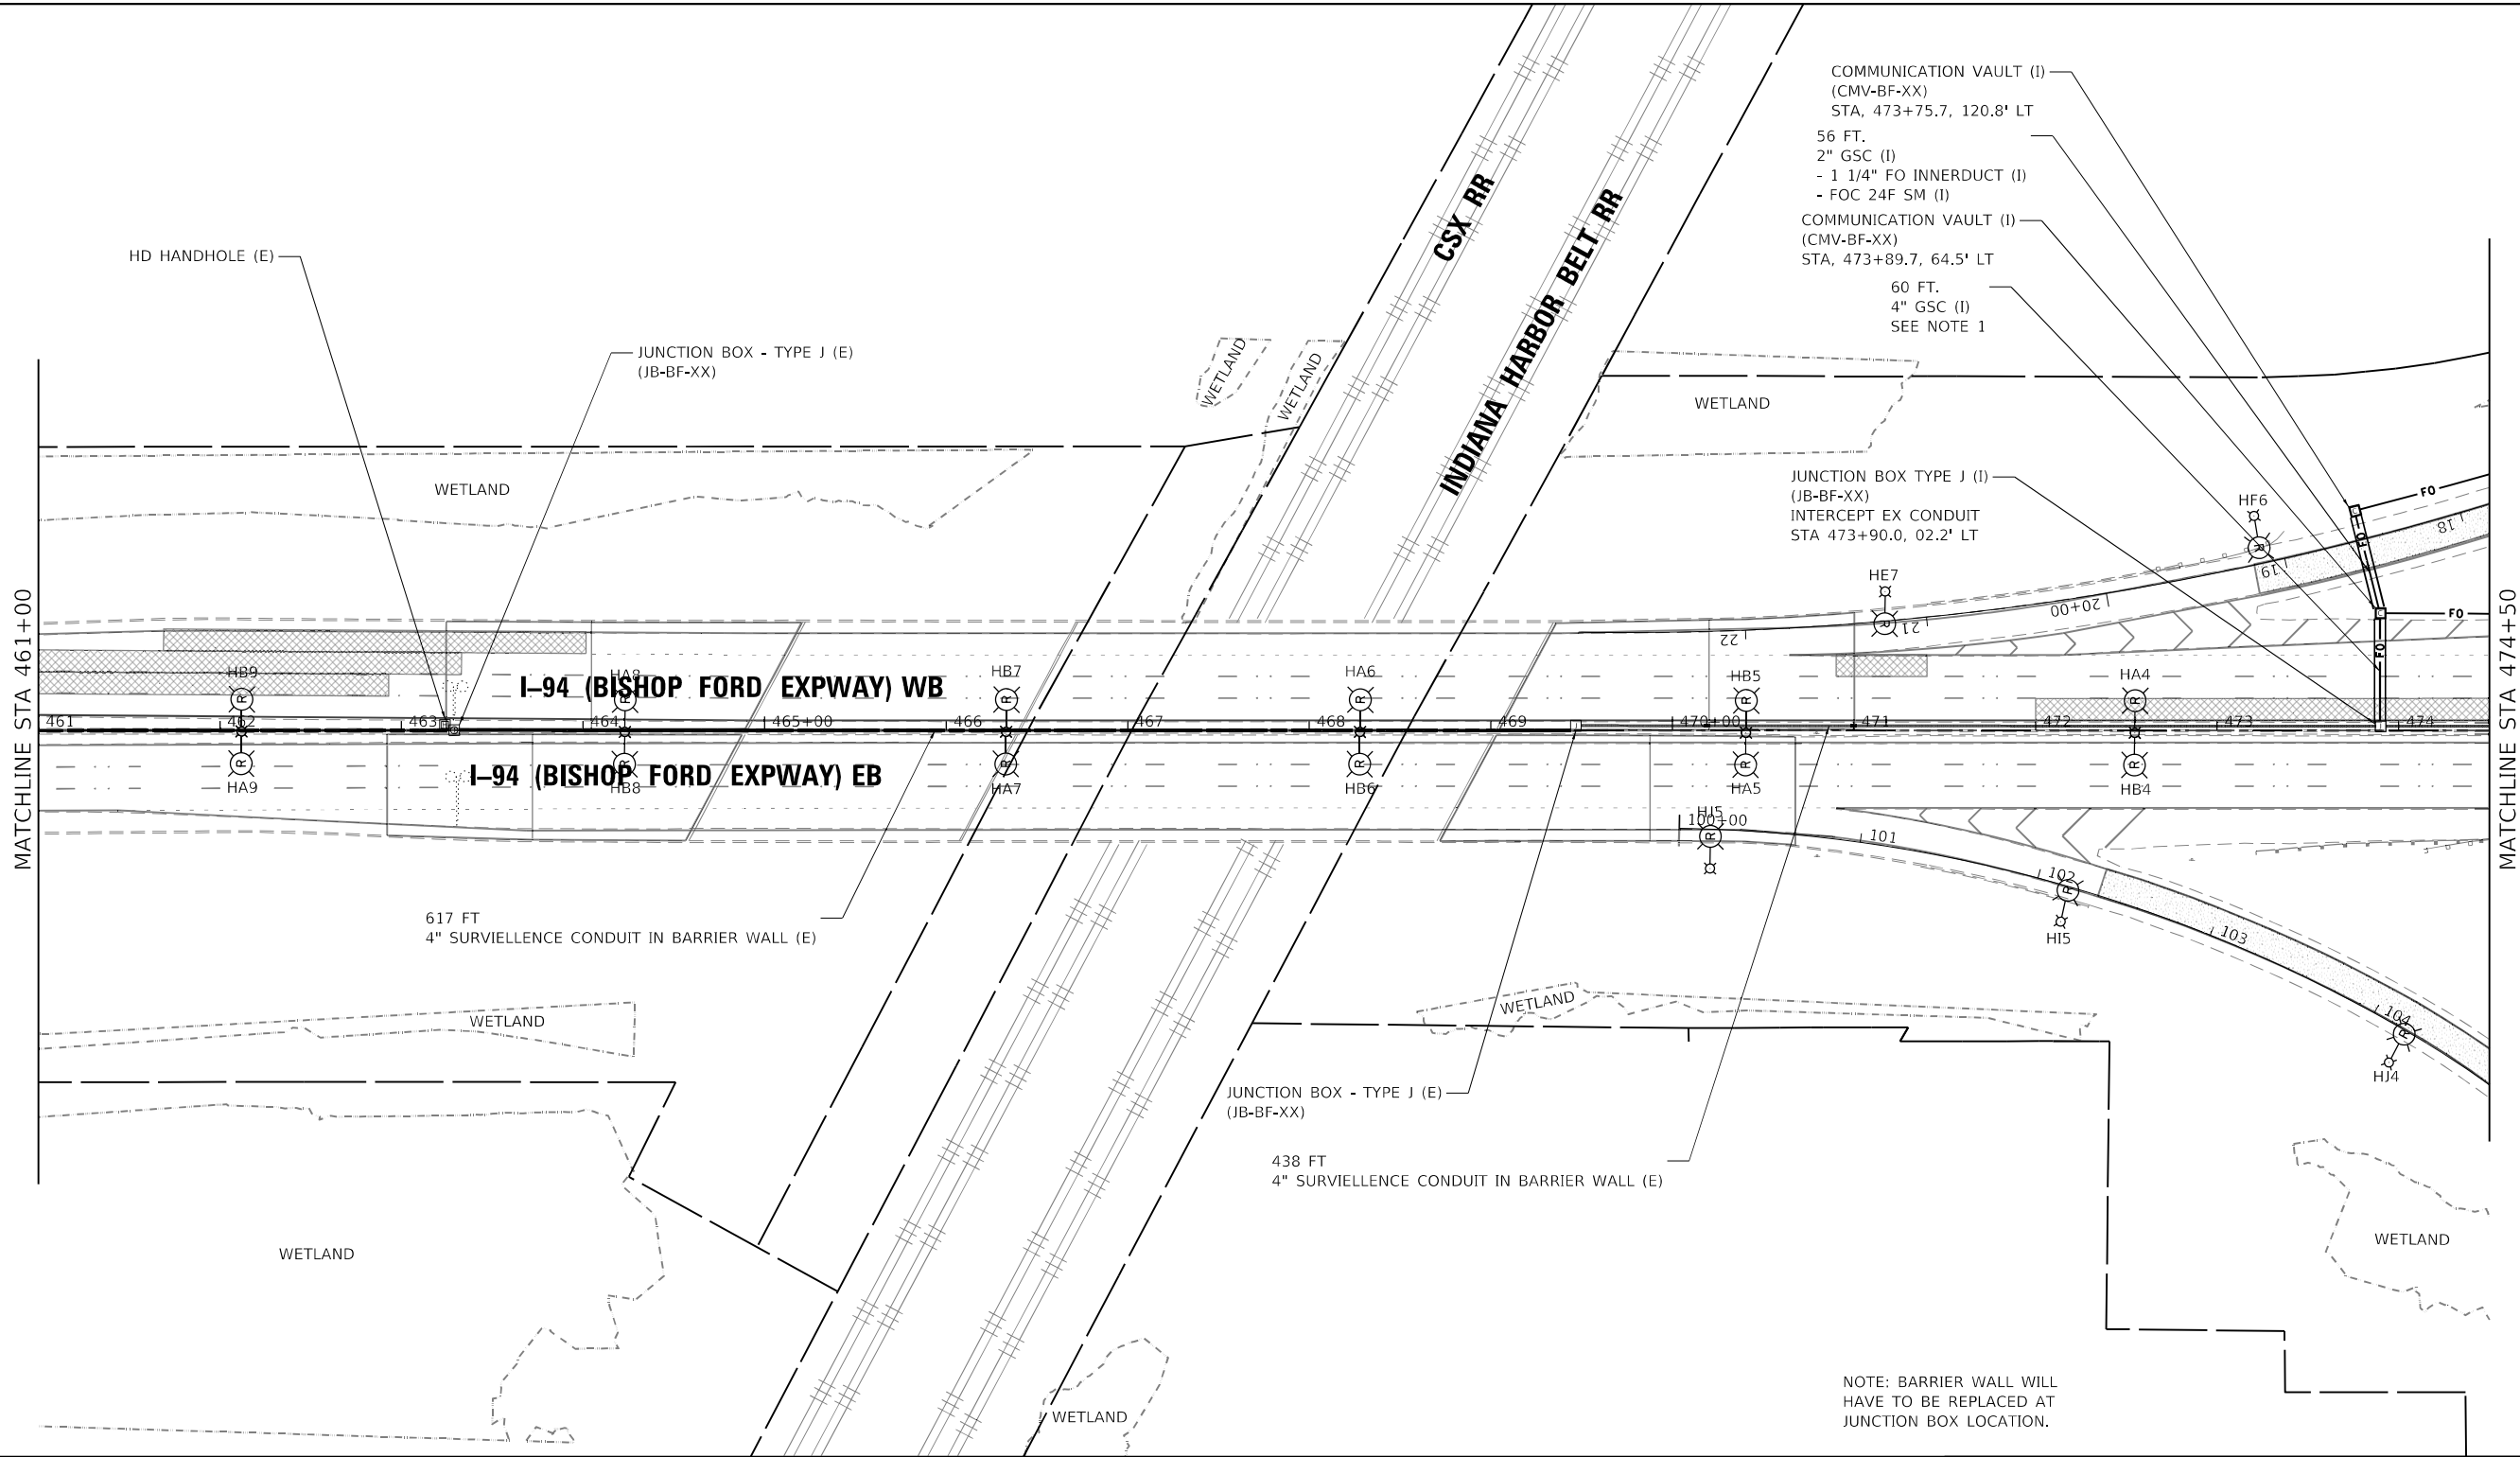 COMMUNICATION VAULT (I)
(CMV-BF-XX)
STA, 473+75.7, 120.8' LT
56 FT.
2" GSC (I)
- 1 1/4" FO INNERDUCT (I)
- FOC 24F SM (I)
COMMUNICATION VAULT (I)
(CMV-BF-XX)
STA, 473+89.7, 64.5' LT
60 FT.
4" GSC (I)
SEE NOTE 1
CSX RR
INDIANA HARBOR BELT RR
HD HANDHOLE (E)
JUNCTION BOX - TYPE J (E)
(JB-BF-XX)
WETLAND
WETLAND
WETLAND
WETLAND
JUNCTION BOX TYPE J (I)
(JB-BF-XX)
INTERCEPT EX CONDUIT
STA 473+90.0, 02.2' LT
HF6
R
FO
FO
18
19
HE7
R
20+00
21
22
FO
FO
MATCHLINE STA 461+00
MATCHLINE STA 474+50
HB9
HA8
HB7
HA6
HB5
HA4
R
R
R
R
R
R
I-94 (BISHOP FORD EXPWAY) WB
461
462
463
464
465+00
466
467
468
469
470+00
471
472
473
474
R
R
R
R
R
R
I-94 (BISHOP FORD EXPWAY) EB
HA9
HB8
HA7
HB6
HA5
HB4
HJ5
100+00
R
101
102
R
HI5
103
104
R
HJ4
617 FT
4" SURVIELLENCE CONDUIT IN BARRIER WALL (E)
WETLAND
WETLAND
JUNCTION BOX - TYPE J (E)
(JB-BF-XX)
438 FT
4" SURVIELLENCE CONDUIT IN BARRIER WALL (E)
WETLAND
WETLAND
WETLAND
NOTE: BARRIER WALL WILL
HAVE TO BE REPLACED AT
JUNCTION BOX LOCATION.